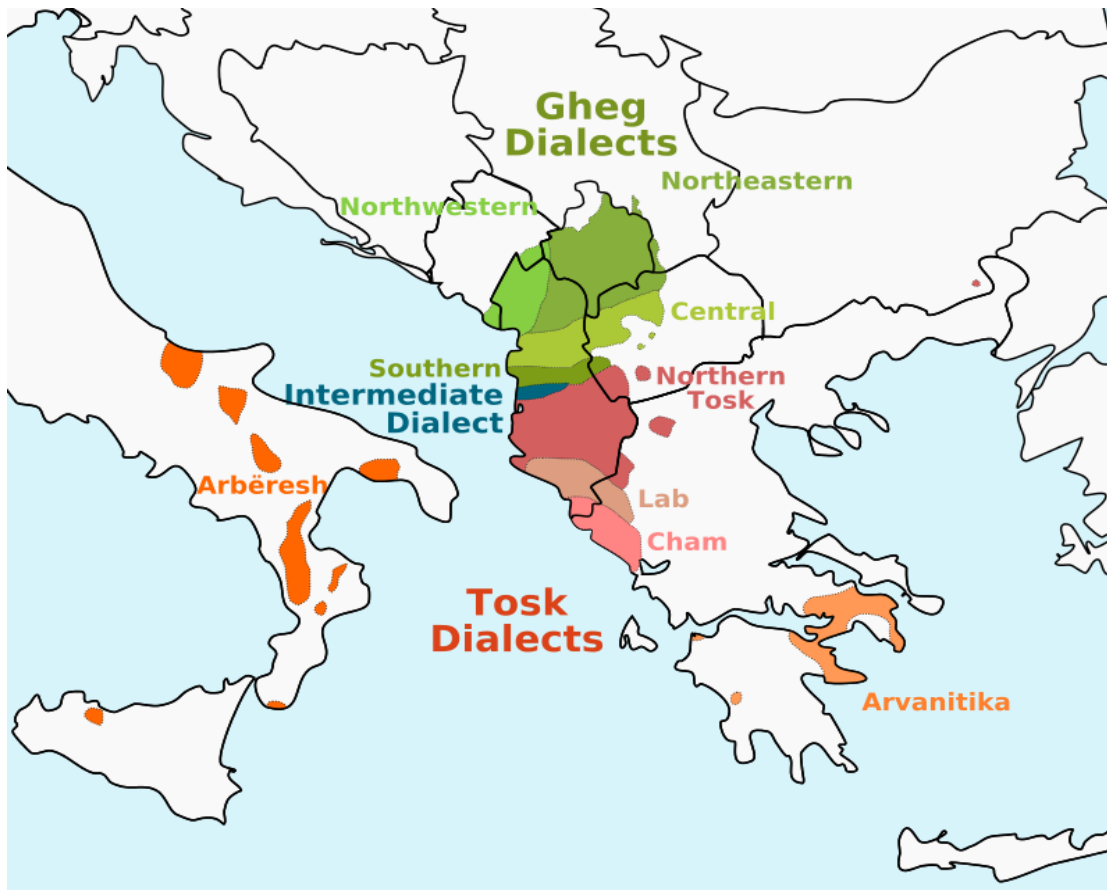 Gheg
Dialects
Northeastern
Northwestern
Central
Southern
Intermediate
Dialect
Northern
Tosk
Arbëresh
Lab
Cham
Tosk
Dialects
Arvanitika